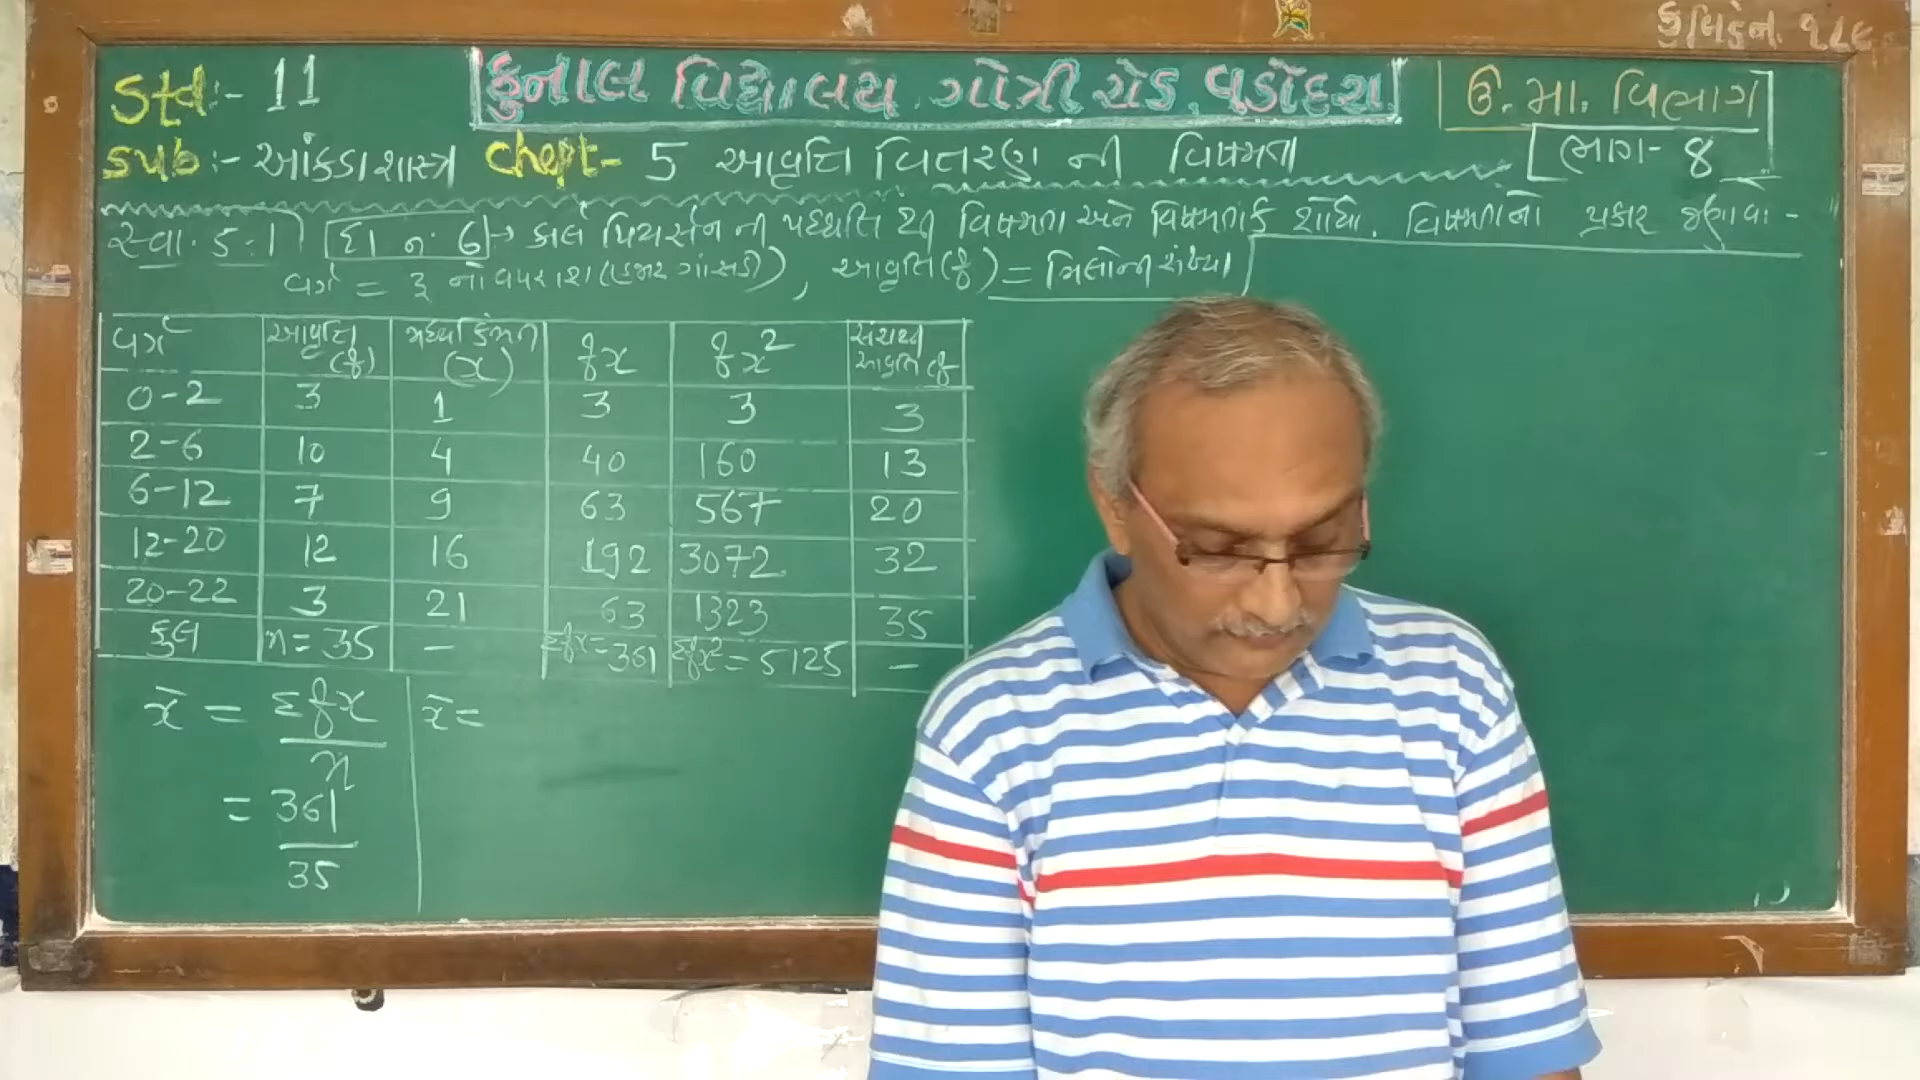 Std:- 11
કુનાલ વિદ્યાલય. ગોત્રી રોડ. વડોદરા.
ઉ. મા. વિભાગ
Sub:- આંકડાશાસ્ત્ર Chept- 5 આવૃત્તિ વિતરણ ની વિષમતા
ભાગ- 8
સ્વા. 5.1 દા નં. 6 → કાર્લ પિયર્સન ની પધ્ધતિ થી વિષમતા અને વિષમતાંક શોધો. વિષમતાનો પ્રકાર જણાવો -
વર્ગ = રૂ નો વપરાશ (હજાર ગાંસડી), આવૃત્તિ (f) = મિલોની સંખ્યા
વર્ગ આવૃત્તિ (f) મધ્યકિંમત (x) fx fx² સંચયી આવૃત્તિ cf
0-2 3 1 3 3 3
2-6 10 4 40 160 13
6-12 7 9 63 567 20
12-20 12 16 192 3072 32
20-22 3 21 63 1323 35
કુલ n = 35 - Σfx = 361 Σfx² = 5125 -
x̄ = Σfx / n
= 361 / 35
x̄ =